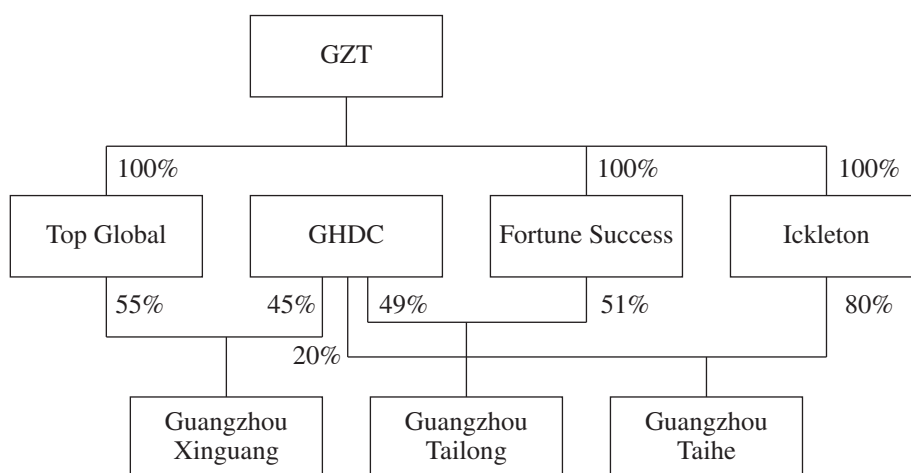 GZT
100%
100%
100%
Top Global
GHDC
Fortune Success
Ickleton
55%
45%
49%
51%
80%
20%
Guangzhou
Xinguang
Guangzhou
Tailong
Guangzhou
Taihe